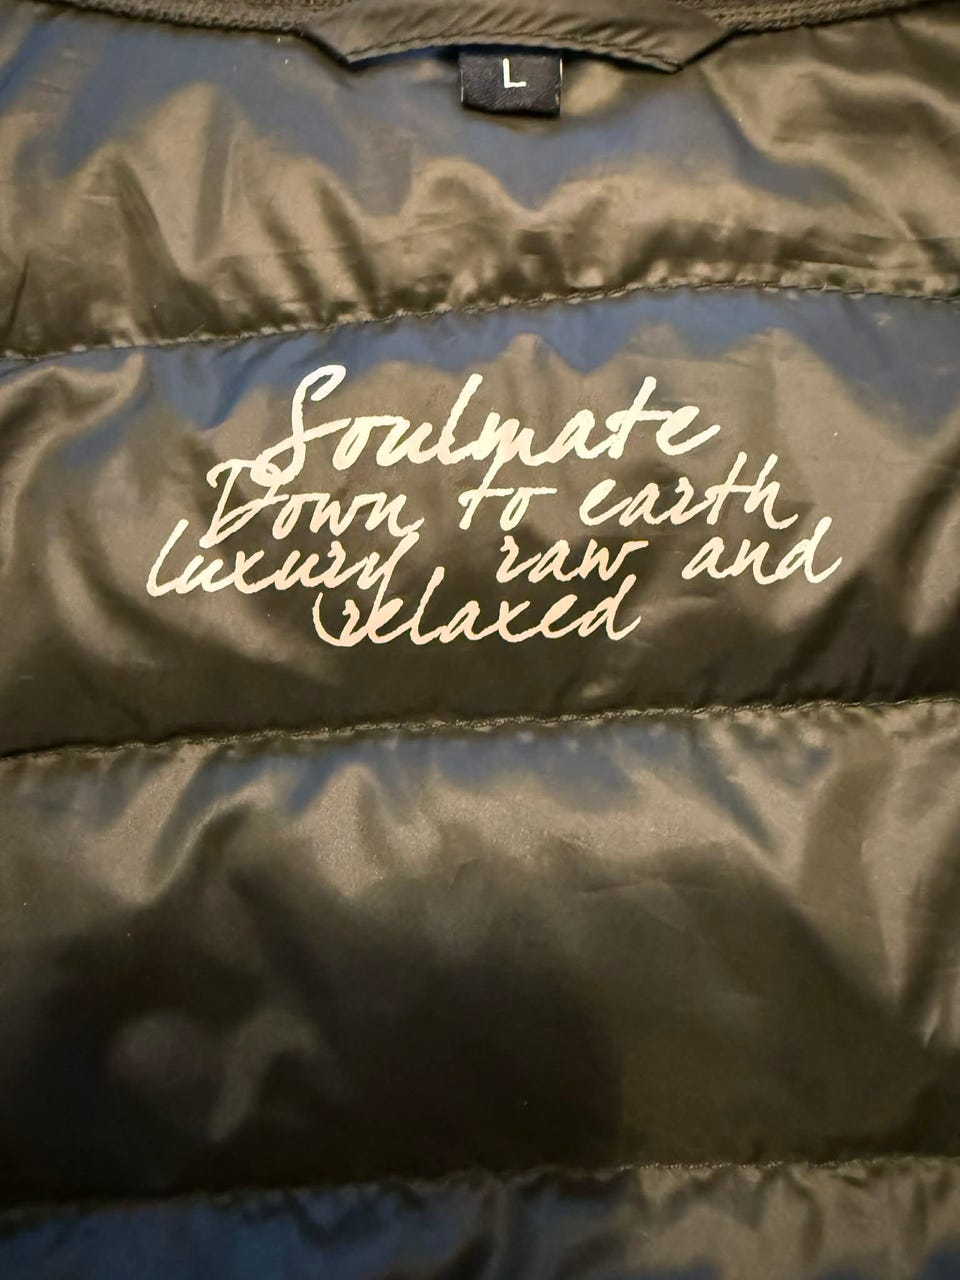 L
Soulmate
Down to earth
luxury, raw and
relaxed